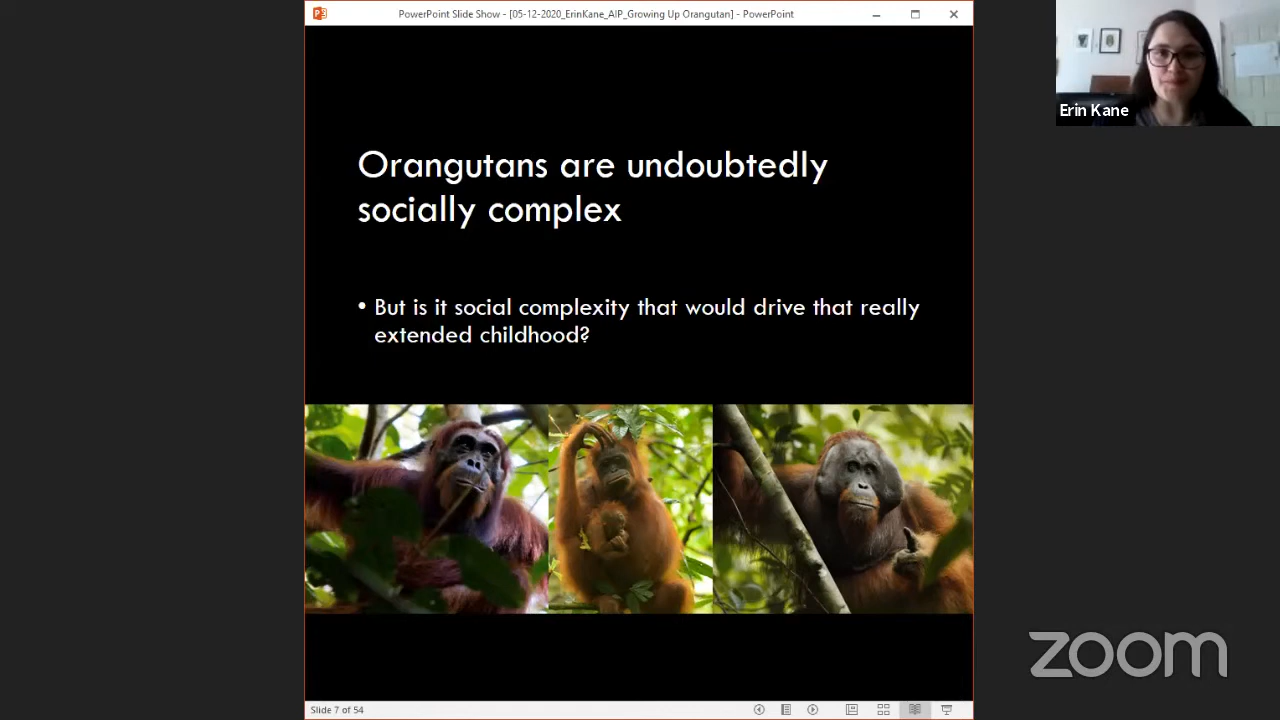 PowerPoint Slide Show - [05-12-2020_ErinKane_AIP_Growing Up Orangutan] - PowerPoint
Erin Kane
Orangutans are undoubtedly
socially complex
• But is it social complexity that would drive that really
extended childhood?
zoom
Slide 7 of 54